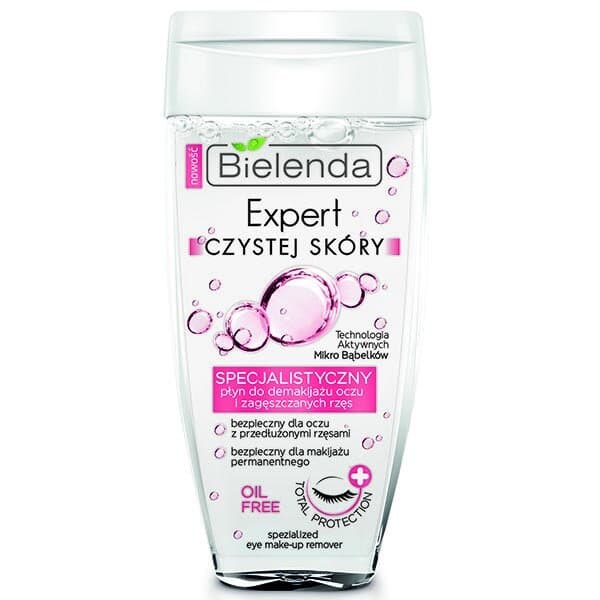 nowość
Bielenda
Expert
CZYSTEJ SKÓRY
Technologia
Aktywnych
Mikro Bąbelków
SPECJALISTYCZNY
płyn do demakijażu oczu
i zagęszczanych rzęs
bezpieczny dla oczu
z przedłużonymi rzęsami
bezpieczny dla makijażu
permanentnego
OIL
FREE
TOTAL PROTECTION
spezialized
eye make-up remover